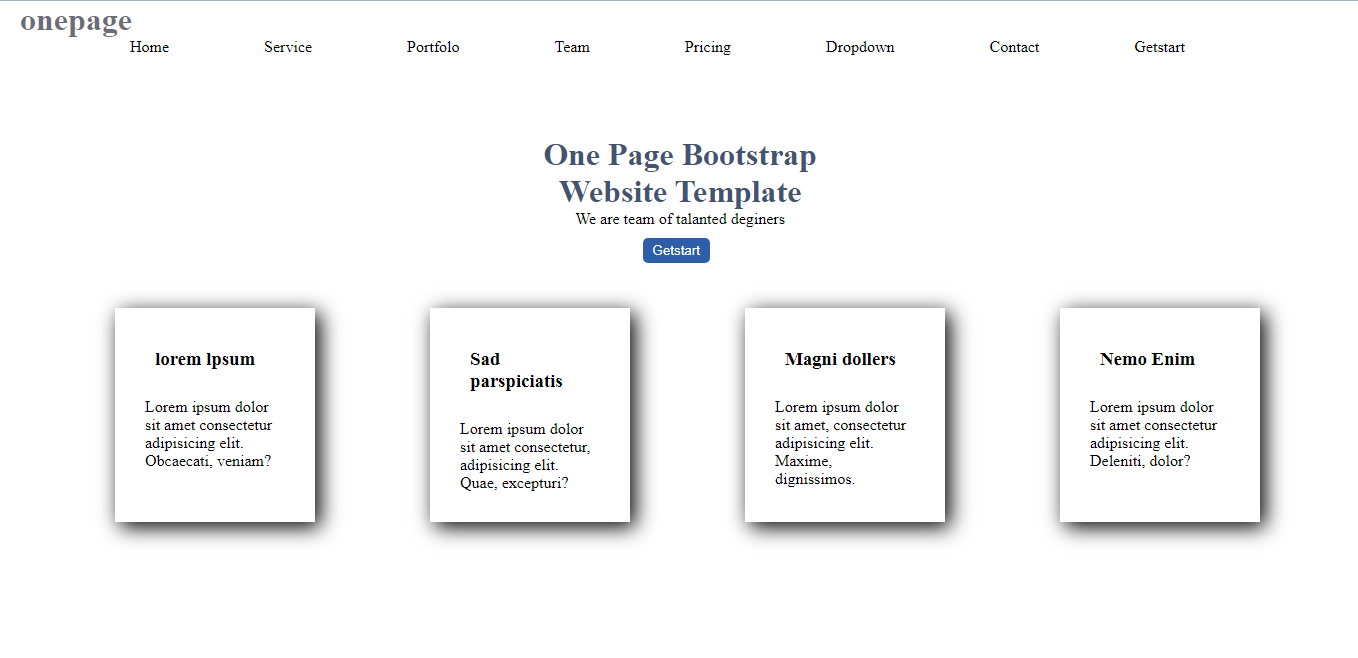 onepage
Home Service Portfolo Team Pricing Dropdown Contact Getstart
One Page Bootstrap
Website Template
We are team of talanted deginers
Getstart
lorem lpsum
Lorem ipsum dolor
sit amet consectetur
adipisicing elit.
Obcaecati, veniam?
Sad
parspiciatis
Lorem ipsum dolor
sit amet consectetur,
adipisicing elit.
Quae, excepturi?
Magni dollers
Lorem ipsum dolor
sit amet, consectetur
adipisicing elit.
Maxime,
dignissimos.
Nemo Enim
Lorem ipsum dolor
sit amet consectetur
adipisicing elit.
Deleniti, dolor?